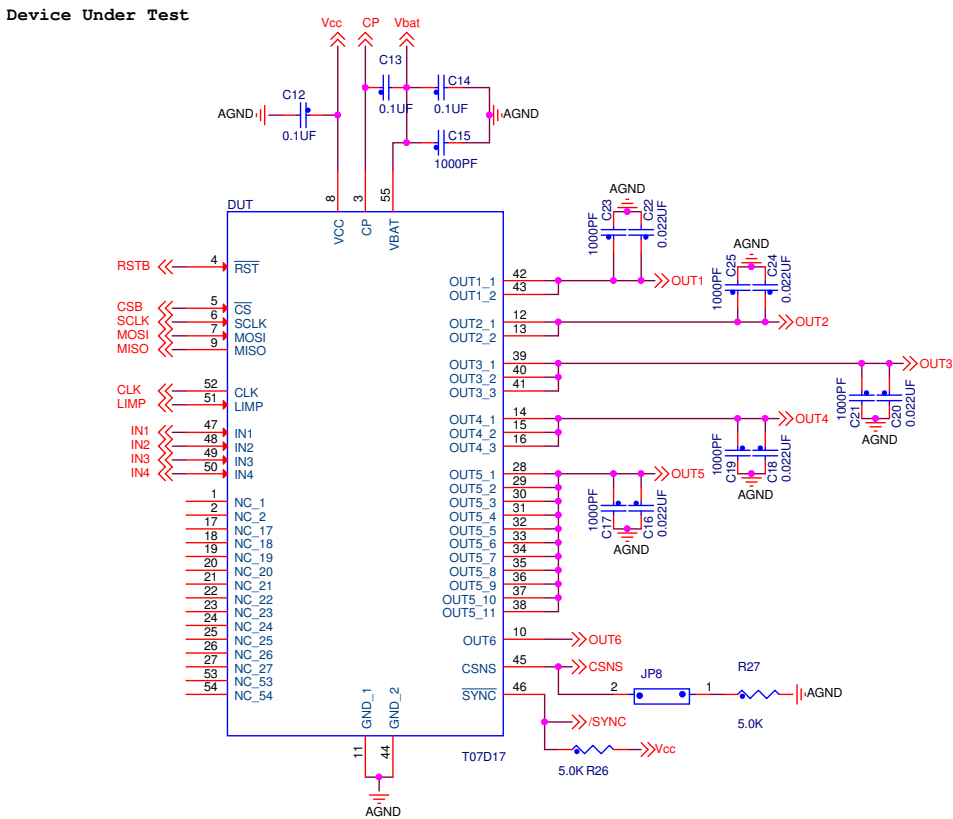 Device Under Test
Vcc CP Vbat
C13
C12
C14
AGND
0.1UF
0.1UF
AGND
0.1UF
C15
1000PF
8
3
55
DUT
VCC
CP
VBAT
RSTB
4
RST
CSB
5
CS
SCLK
6
SCLK
MOSI
7
MOSI
MISO
9
MISO
CLK
52
CLK
LIMP
51
LIMP
IN1
47
IN1
IN2
48
IN2
IN3
49
IN3
IN4
50
IN4
1
NC_1
2
NC_2
17
NC_17
18
NC_18
19
NC_19
20
NC_20
21
NC_21
22
NC_22
23
NC_23
24
NC_24
25
NC_25
26
NC_26
27
NC_27
53
NC_53
54
NC_54
GND_1
GND_2
11
44
AGND
AGND
1000PF
C23
C22
0.022UF
OUT1_1
42
OUT1_2
43
OUT1
AGND
1000PF
C25
C24
0.022UF
OUT2_1
12
OUT2_2
13
OUT2
OUT3_1
39
OUT3_2
40
OUT3_3
41
OUT3
1000PF
C21
C20
0.022UF
AGND
OUT4_1
14
OUT4_2
15
OUT4_3
16
OUT4
1000PF
C19
C18
0.022UF
AGND
OUT5_1
28
OUT5_2
29
OUT5_3
30
OUT5_4
31
OUT5_5
32
OUT5_6
33
OUT5_7
34
OUT5_8
35
OUT5_9
36
OUT5_10
37
OUT5_11
38
OUT5
1000PF
C17
C16
0.022UF
AGND
OUT6
10
OUT6
CSNS
45
CSNS
JP8
2
1
R27
5.0K
AGND
SYNC
46
/SYNC
Vcc
5.0K R26
T07D17